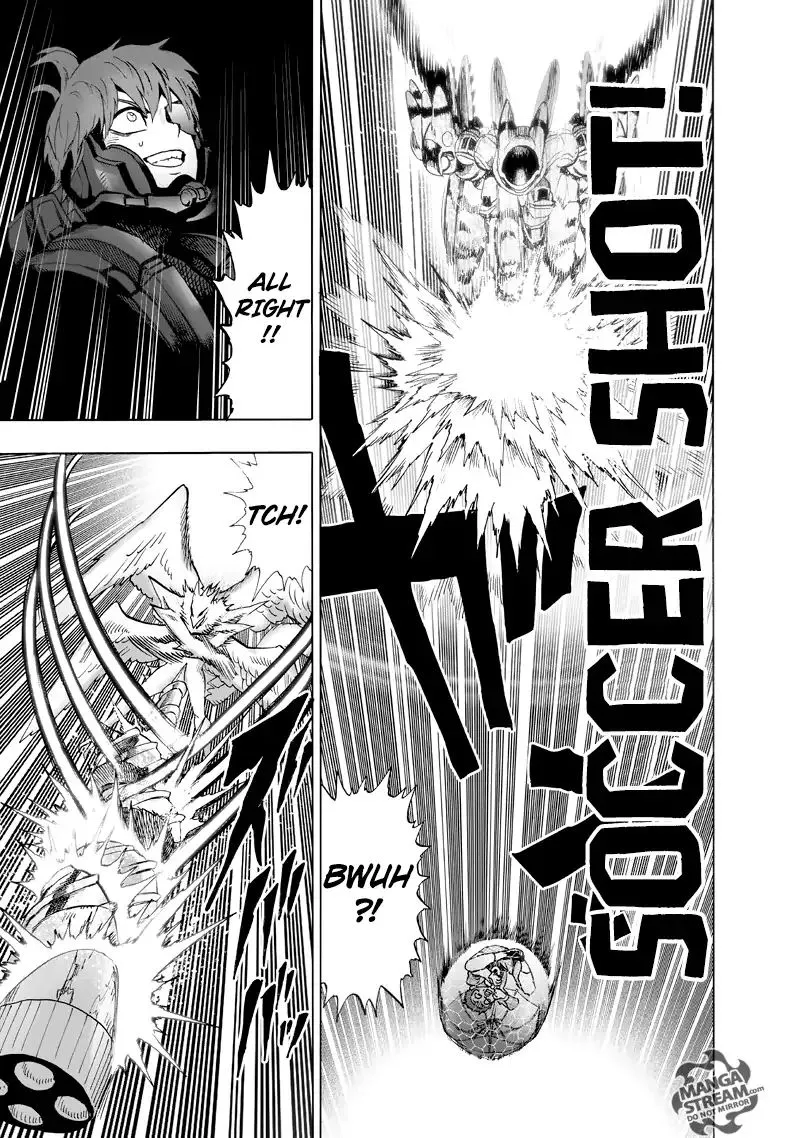 SOCCER SHOT!
BWUH
?!
ALL
RIGHT
!!
TCH!
MANGA
STREAM.com
DO NOT MIRROR